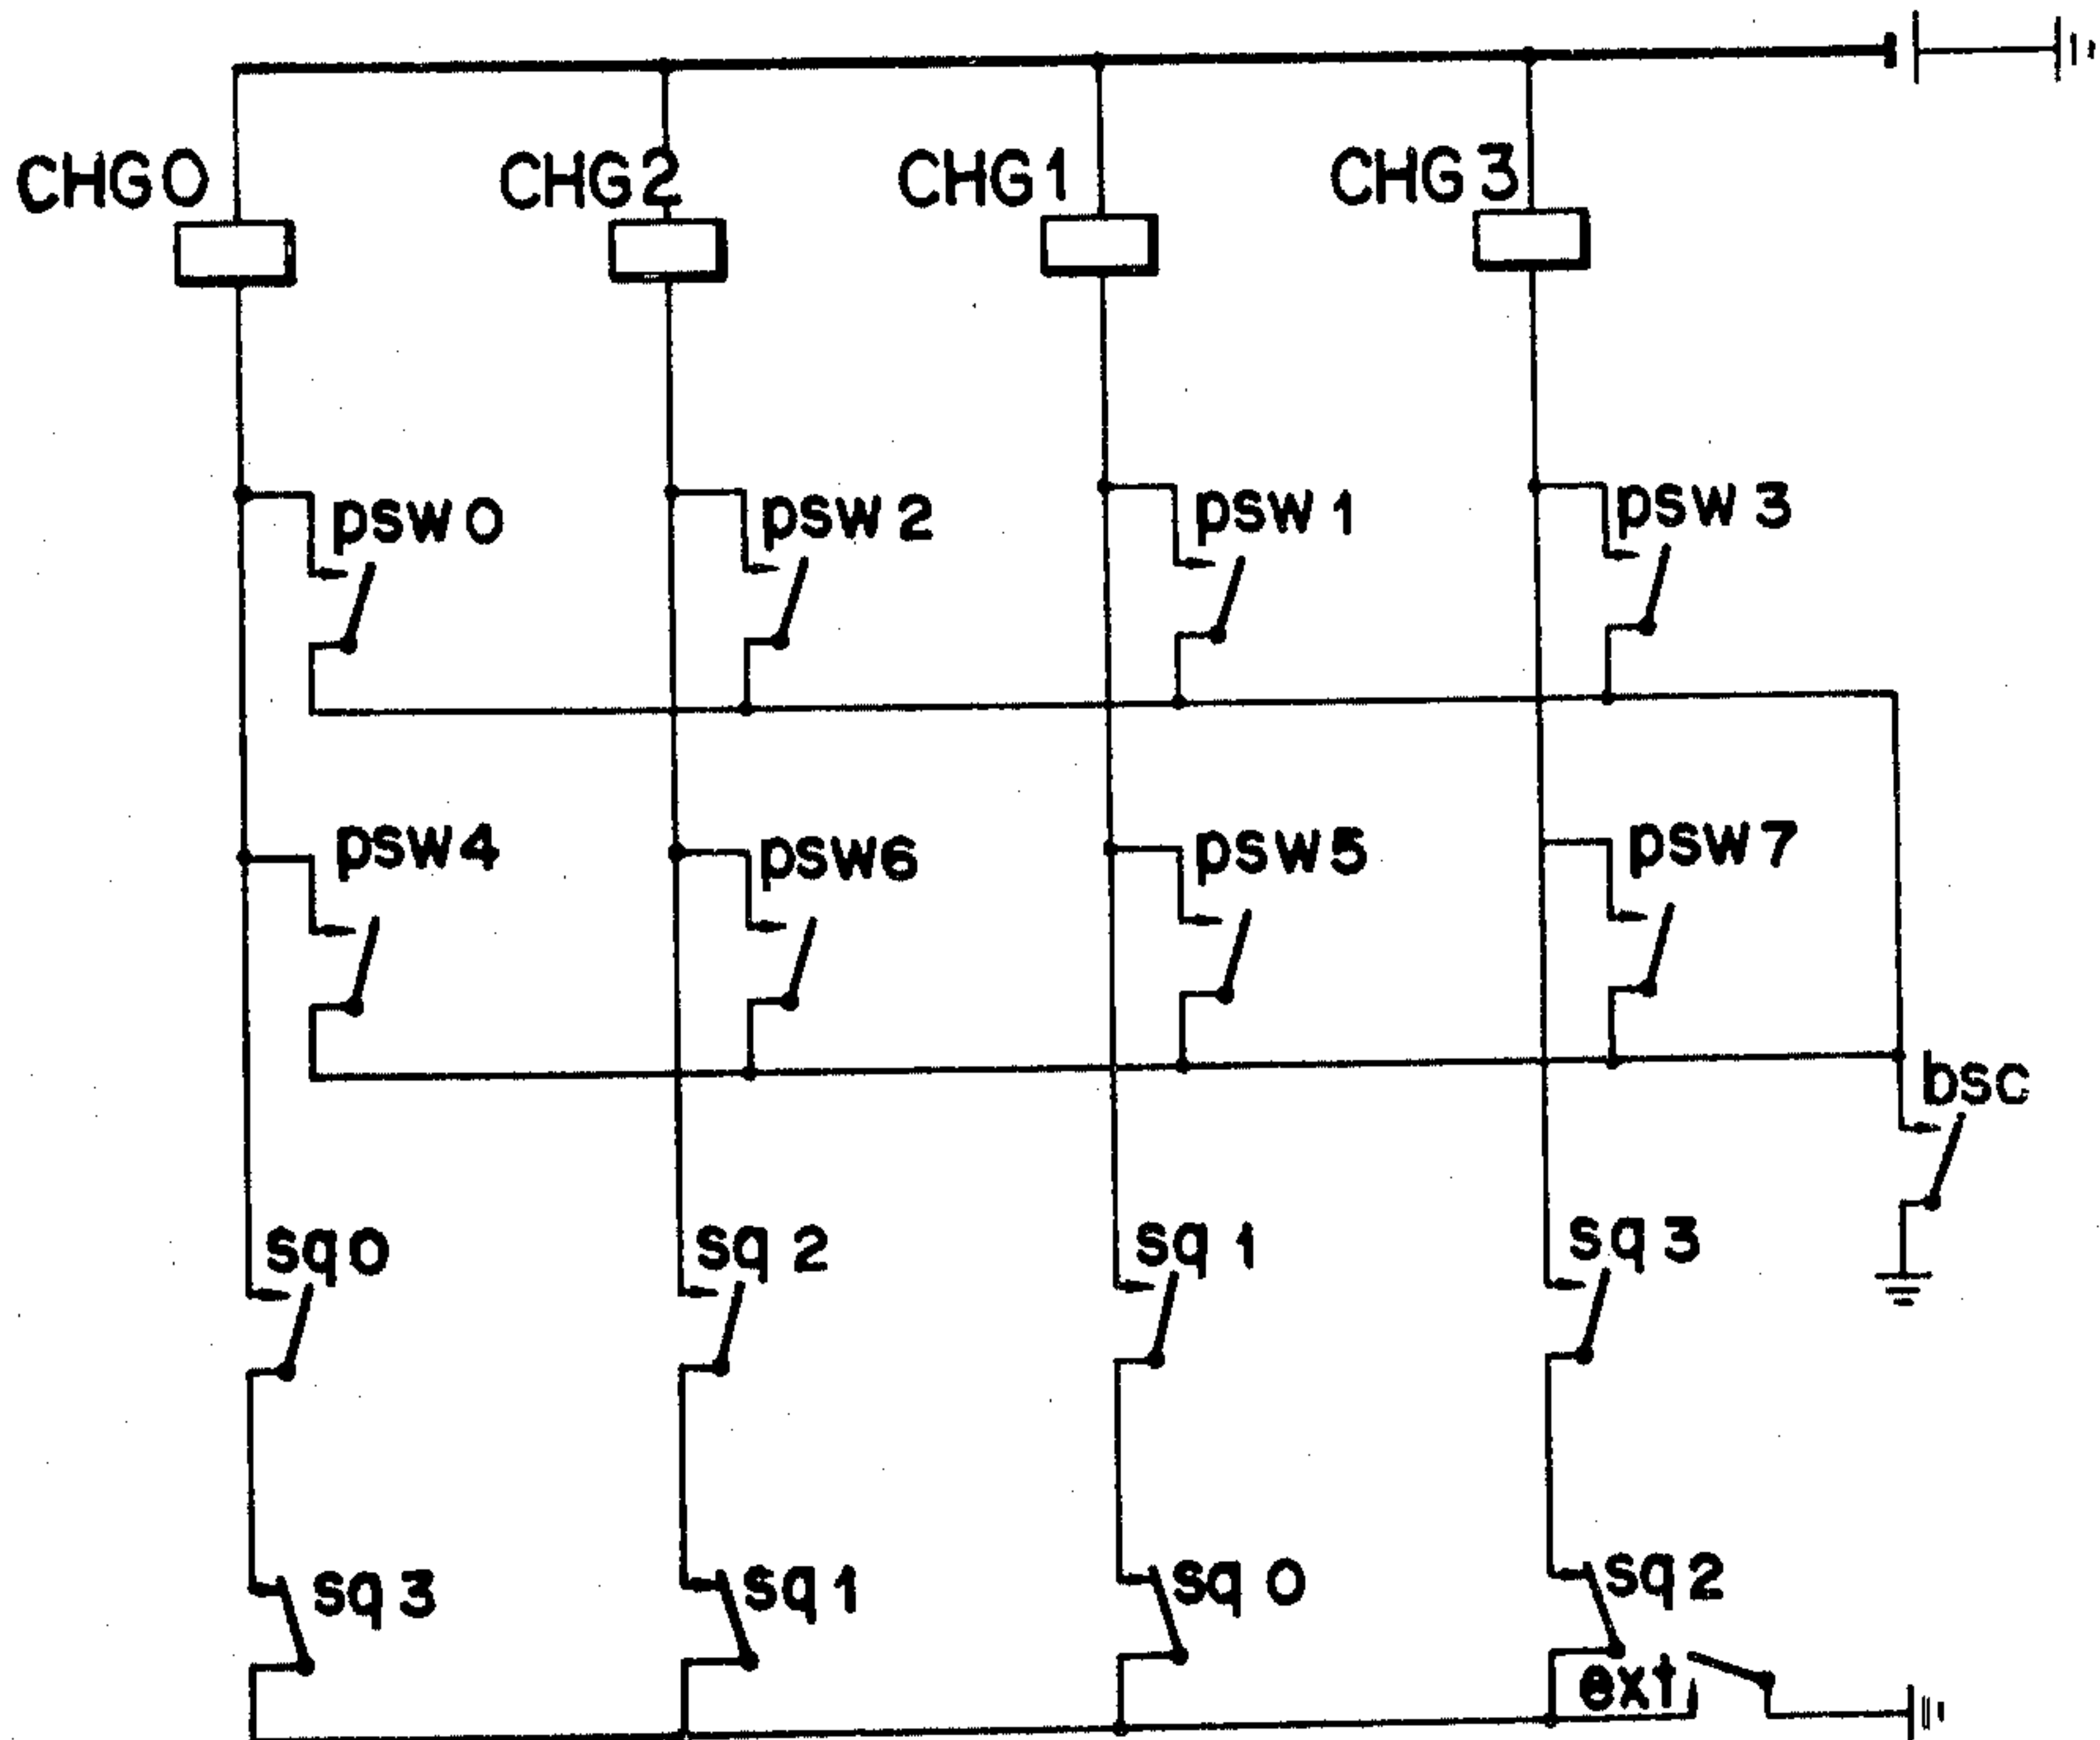 CHG0 CHG2 CHG1 CHG3
psw0 psw2 psw1 psw3
psw4 psw6 psw5 psw7
bsc
sq0 sq2 sq1 sq3
sq3 sq1 sq0 sq2
ext